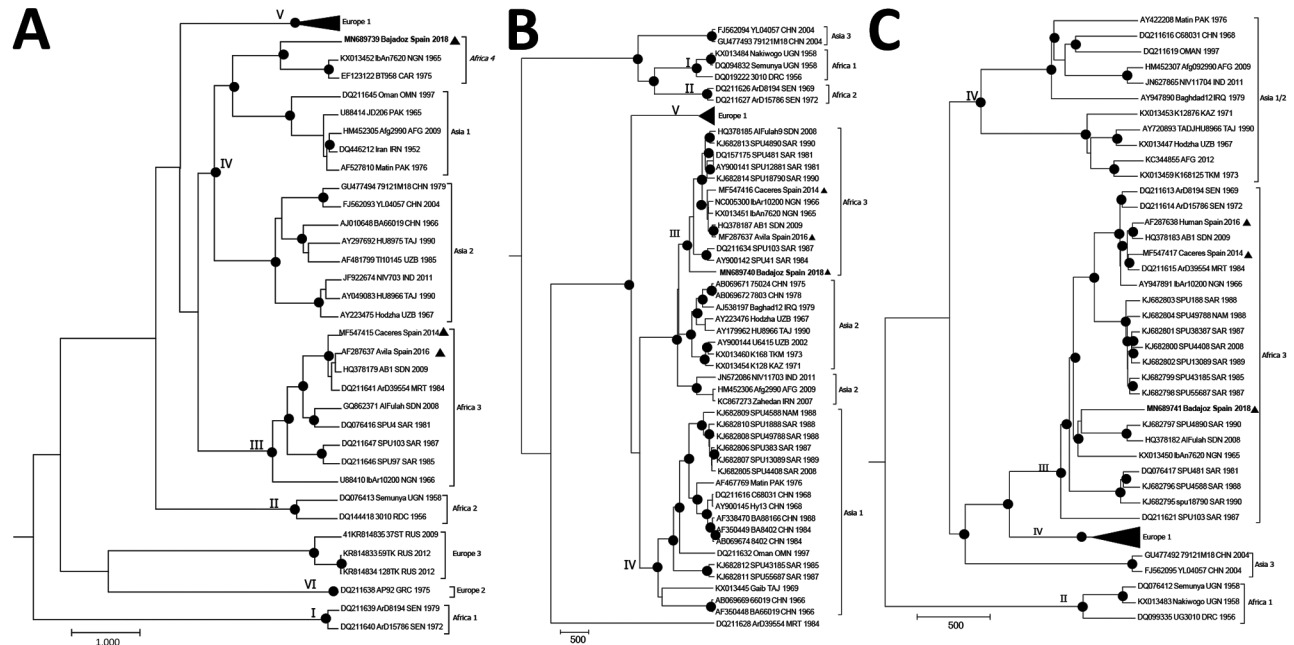 A
V
Europe 1
MN689739 Bajadoz Spain 2018
KX013452 IbAn7620 NGN 1965
EF123122 BT958 CAR 1975
Africa 4
DQ211645 Oman OMN 1997
U88414 JD206 PAK 1965
HM452305 Afg2990 AFG 2009
DQ446212 Iran IRN 1952
AF527810 Matin PAK 1976
Asia 1
IV
GU477494 79121M18 CHN 1979
FJ562093 YL04057 CHN 2004
AJ010648 BA66019 CHN 1966
AY297692 HU8975 TAJ 1990
AF481799 TI10145 UZB 1985
JF922674 NIV703 IND 2011
AY049083 HU8966 TAJ 1990
AY223475 Hodzha UZB 1967
Asia 2
MF547415 Caceres Spain 2014
AF287637 Avila Spain 2016
HQ378179 AB1 SDN 2009
DQ211641 ArD39554 MRT 1984
GQ862371 AlFulah SDN 2008
DQ076416 SPU4 SAR 1981
DQ211647 SPU103 SAR 1987
DQ211646 SPU97 SAR 1985
U88410 IbAr10200 NGN 1966
Africa 3
III
DQ076413 Semunya UGN 1958
DQ144418 3010 RDC 1956
Africa 2
II
41KR814835 37ST RUS 2009
KR814833 59TK RUS 2012
KR814834 128TK RUS 2012
Europe 3
VI
DQ211638 AP92 GRC 1975
Europe 2
I
DQ211639 ArD8194 SEN 1979
DQ211640 ArD15786 SEN 1972
Africa 1
1,000
B
FJ562094 YL04057 CHN 2004
GU477493 79121M18 CHN 2004
Asia 3
I
KX013484 Nakiwogo UGN 1958
DQ094832 Semunya UGN 1958
DQ019222 3010 DRC 1956
Africa 1
II
DQ211626 ArD8194 SEN 1969
DQ211627 ArD15786 SEN 1972
Africa 2
V
Europe 1
HQ378185 AlFulah9 SDN 2008
KJ682813 SPU4890 SAR 1990
DQ157175 SPU481 SAR 1981
AY900141 SPU12881 SAR 1981
KJ682814 SPU18790 SAR 1990
MF547416 Caceres Spain 2014
NC005300 IbAr10200 NGN 1966
KX013451 IbAn7620 NGN 1965
HQ378187 AB1 SDN 2009
MF287637 Avila Spain 2016
DQ211634 SPU103 SAR 1987
AY900142 SPU41 SAR 1984
MN689740 Badajoz Spain 2018
Africa 3
III
AB069671 75024 CHN 1975
AB069672 7803 CHN 1978
AJ538197 Baghad12 IRQ 1979
AY223476 Hodzha UZB 1967
AY179962 HU8966 TAJ 1990
AY900144 U6415 UZB 2002
KX013460 K168 TKM 1973
KX013454 K128 KAZ 1971
Asia 2
JN572086 NIV11703 IND 2011
HM452306 Afg2990 AFG 2009
KC867273 Zahedan IRN 2007
Asia 2
KJ682809 SPU4588 NAM 1988
KJ682810 SPU1888 SAR 1988
KJ682808 SPU49788 SAR 1988
KJ682806 SPU383 SAR 1987
KJ682807 SPU13089 SAR 1989
KJ682805 SPU4408 SAR 2008
AF467769 Matin PAK 1976
DQ211616 C68031 CHN 1968
AY900145 Hy13 CHN 1968
AF338470 BA88166 CHN 1988
AF350449 BA8402 CHN 1984
AB069674 8402 CHN 1984
DQ211632 Oman OMN 1997
KJ682812 SPU43185 SAR 1985
KJ682811 SPU55687 SAR 1987
KX013445 Gaib TAJ 1969
AB069669 66019 CHN 1966
AF350448 BA66019 CHN 1966
Asia 1
IV
DQ211628 ArD39554 MRT 1984
500
C
AY422208 Matin PAK 1976
DQ211616 C68031 CHN 1968
DQ211619 OMAN 1997
HM452307 Afg092990 AFG 2009
JN627865 NIV11704 IND 2011
AY947890 Baghdad12 IRQ 1979
KX013453 K12876 KAZ 1971
AY720893 TADJHU8966 TAJ 1990
KX013447 Hodzha UZB 1967
KC344855 AFG 2012
KX013459 K168125 TKM 1973
Asia 1/2
IV
DQ211613 ArD8194 SEN 1969
DQ211614 ArD15786 SEN 1972
AF287638 Human Spain 2016
HQ378183 AB1 SDN 2009
MF547417 Caceres Spain 2014
DQ211615 ArD39554 MRT 1984
AY947891 IbAr10200 NGN 1966
KJ682803 SPU188 SAR 1988
KJ682804 SPU49788 NAM 1988
KJ682801 SPU38387 SAR 1987
KJ682800 SPU4408 SAR 2008
KJ682802 SPU13089 SAR 1989
KJ682799 SPU43185 SAR 1985
KJ682798 SPU55687 SAR 1987
MN689741 Badajoz Spain 2018
KJ682797 SPU4890 SAR 1990
HQ378182 AlFulah SDN 2008
KX013450 IbAn7620 NGN 1965
DQ076417 SPU481 SAR 1981
KJ682796 SPU4588 SAR 1988
KJ682795 spu18790 SAR 1990
DQ211621 SPU103 SAR 1987
Africa 3
III
IV
Europe 1
GU477492 79121M18 CHN 2004
FJ562095 YL04057 CHN 2004
Asia 3
II
DQ076412 Semunya UGN 1958
KX013483 Nakiwogo UGN 1958
DQ099335 UG3010 DRC 1956
Africa 1
500